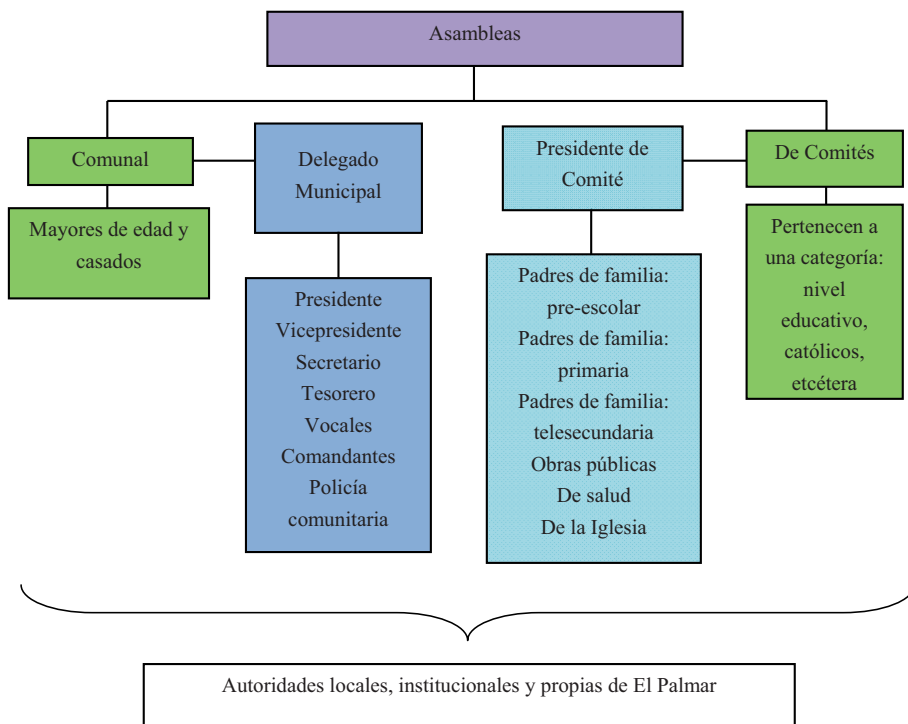 Asambleas
Comunal
Mayores de edad y
casados
Delegado
Municipal
Presidente
Vicepresidente
Secretario
Tesorero
Vocales
Comandantes
Policía
comunitaria
Presidente de
Comité
Padres de familia:
pre-escolar
Padres de familia:
primaria
Padres de familia:
telesecundaria
Obras públicas
De salud
De la Iglesia
De Comités
Pertenecen a
una categoría:
nivel
educativo,
católicos,
etcétera
Autoridades locales, institucionales y propias de El Palmar